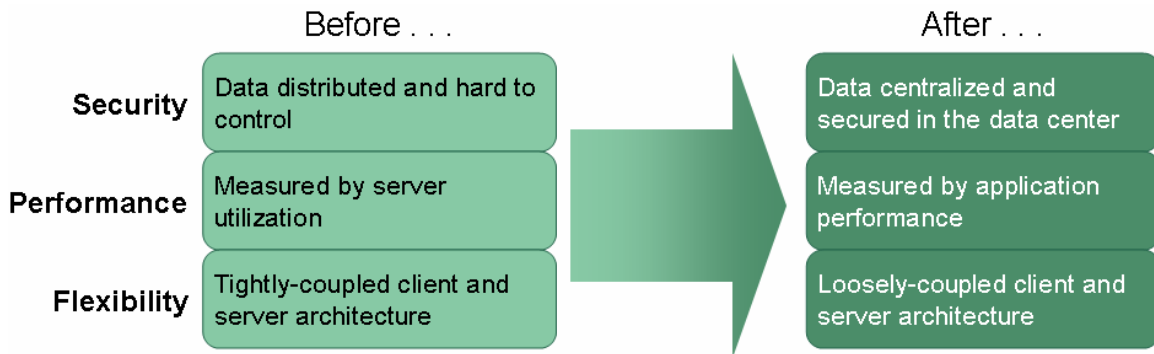 Before . . .
After . . .
Security
Data distributed and hard to
control
Data centralized and
secured in the data center
Performance
Measured by server
utilization
Measured by application
performance
Flexibility
Tightly-coupled client and
server architecture
Loosely-coupled client and
server architecture